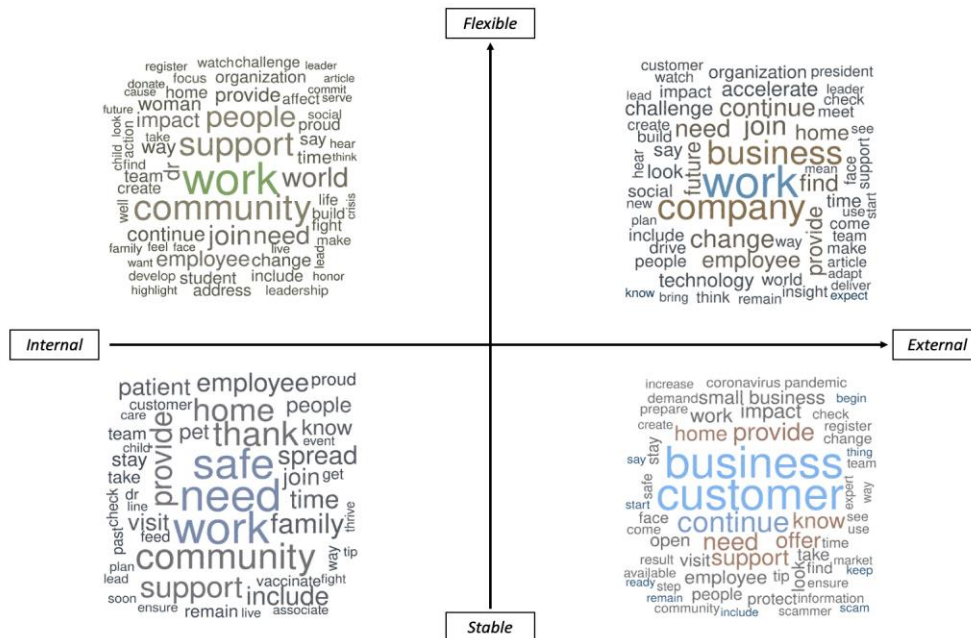 Flexible
register watch challenge leader
donate focus organization article
cause home provide affect commit
future woman serve
look impact people social
action take support proud
child way say hear
find dr time think
team work world
create
well community life
crisis
build
continue join need fight
family feel face live lead make
want employee change
develop student include honor
highlight address leadership
customer organization president
watch
lead impact accelerate leader
challenge continue check
create need join meet
build home see
hear say business face
look future mean support
social work find
new company time
plan use start
include change way provide come
drive team
people employee make
technology world article
adapt
deliver
know bring think remain insight expect
Internal
External
patient employee proud
customer home people
care
team pet thank know
child event
stay provide safe spread
take join get
dr need time
line
check visit work family thrive
past feed
plan community way tip
lead support vaccinate fight
soon include
ensure remain live associate
increase coronavirus pandemic
demand small business begin
prepare work impact check
create home provide register
stay change
say business thing
safe team
start customer expert way
face continue know see
come use
open need offer time
result visit support take market
available look find keep
ready step employee tip ensure
remain people protect information
community include scammer scam
Stable